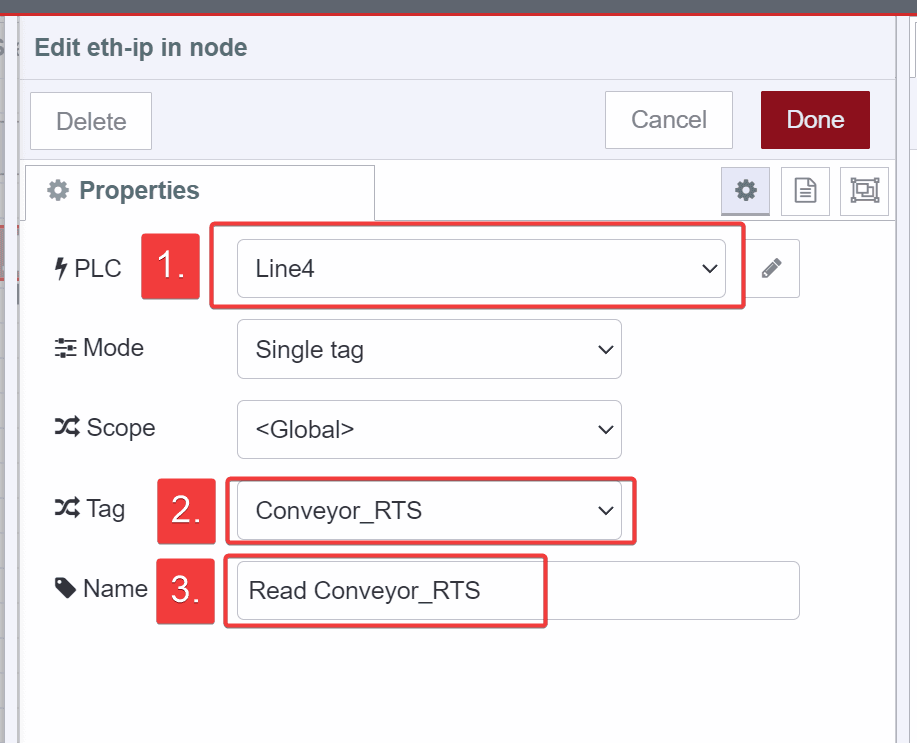 Edit eth-ip in node
Delete
Cancel
Done
Properties
PLC 1. Line4
Mode Single tag
Scope <Global>
Tag 2. Conveyor_RTS
Name 3. Read Conveyor_RTS